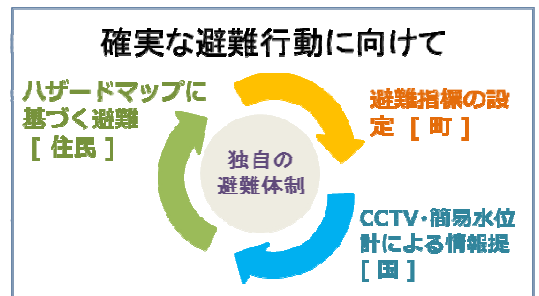 確実な避難行動に向けて
ハザードマップに
基づく避難
[ 住民 ]
避難指標の設
定 [ 町 ]
独自の
避難体制
CCTV・簡易水位
計による情報提
[ 国 ]